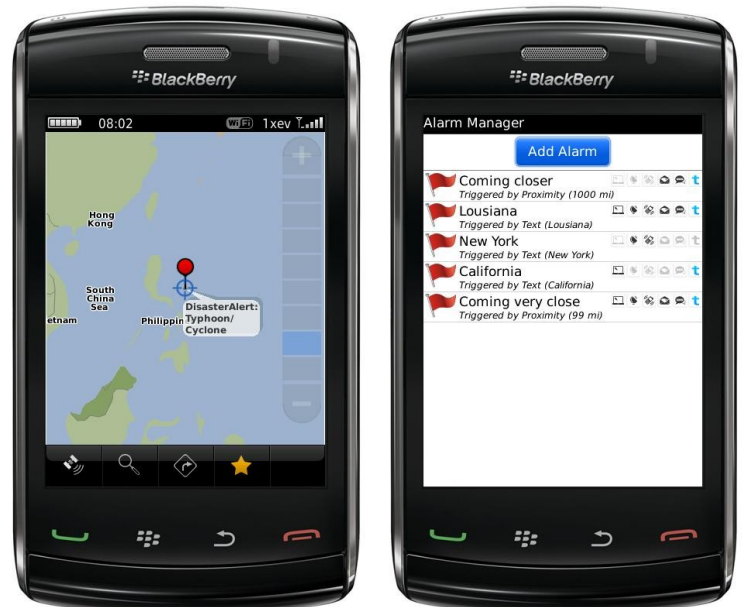 BlackBerry
08:02
WiFi
1xev
Hong
Kong
South
China
Sea
etnam
Philippin
DisasterAlert:
Typhoon/
Cyclone
BlackBerry
Alarm Manager
Add Alarm
Coming closer
Triggered by Proximity (1000 mi)
Lousiana
Triggered by Text (Lousiana)
New York
Triggered by Text (New York)
California
Triggered by Text (California)
Coming very close
Triggered by Proximity (99 mi)